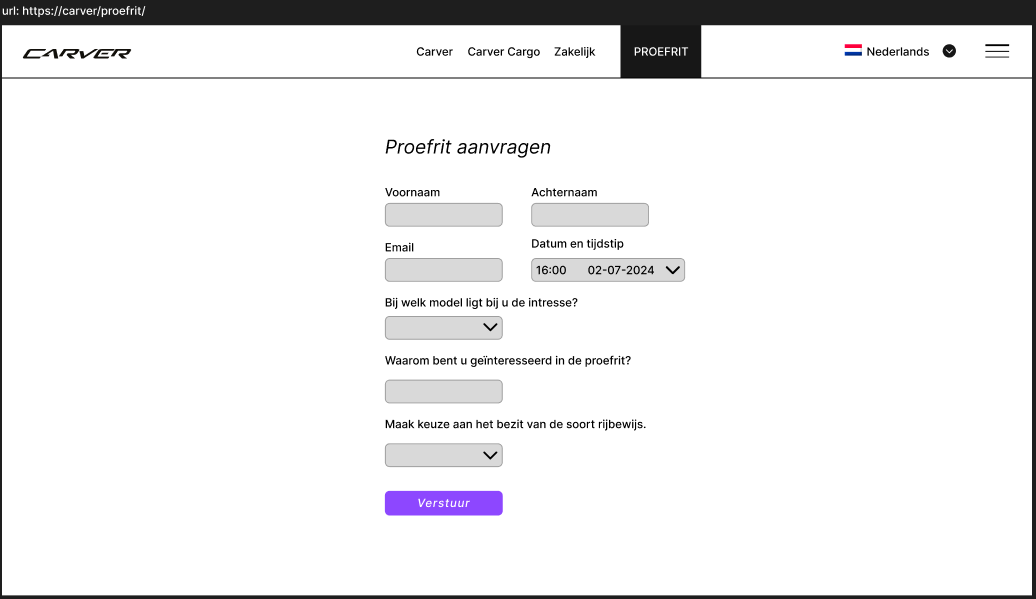 url: https://carver/proefrit/
CARVER
Carver Carver Cargo Zakelijk PROEFRIT Nederlands
Proefrit aanvragen
Voornaam Achternaam
Email Datum en tijdstip
16:00 02-07-2024
Bij welk model ligt bij u de intresse?
Waarom bent u geïnteresseerd in de proefrit?
Maak keuze aan het bezit van de soort rijbewijs.
Verstuur